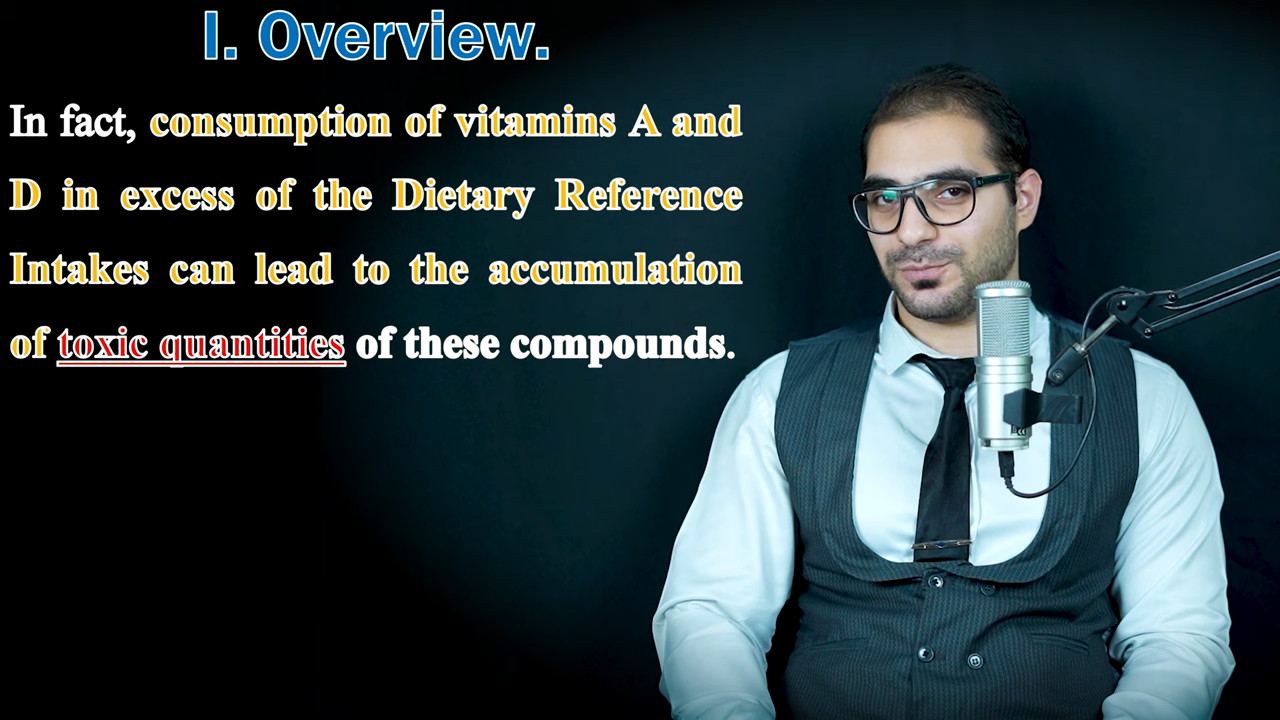 I. Overview.
In fact, consumption of vitamins A and
D in excess of the Dietary Reference
Intakes can lead to the accumulation
of toxic quantities of these compounds.